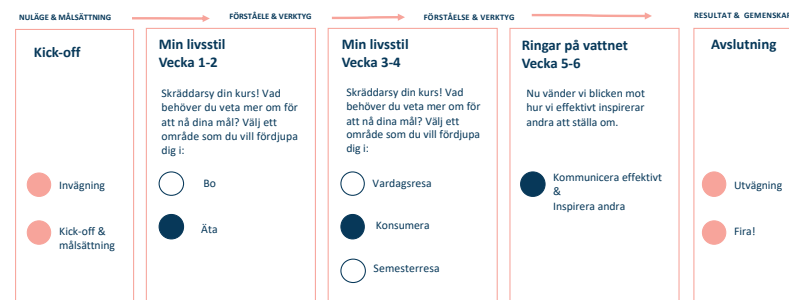 NULÄGE & MÅLSÄTTNING
FÖRSTÅELE & VERKTYG
FÖRSTÅELSE & VERKTYG
RESULTAT & GEMENSKAP
Kick-off
Invägning
Kick-off &
målsättning
Min livsstil
Vecka 1-2
Skräddarsy din kurs! Vad
behöver du veta mer om för
att nå dina mål? Välj ett
område som du vill fördjupa
dig i:
Bo
Äta
Min livsstil
Vecka 3-4
Skräddarsy din kurs! Vad
behöver du veta mer om för
att nå dina mål? Välj ett
område som du vill fördjupa
dig i:
Vardagsresa
Konsumera
Semesterresa
Ringar på vattnet
Vecka 5-6
Nu vänder vi blicken mot
hur vi effektivt inspirerar
andra att ställa om.
Kommunicera effektivt
&
Inspirera andra
Avslutning
Utvägning
Fira!